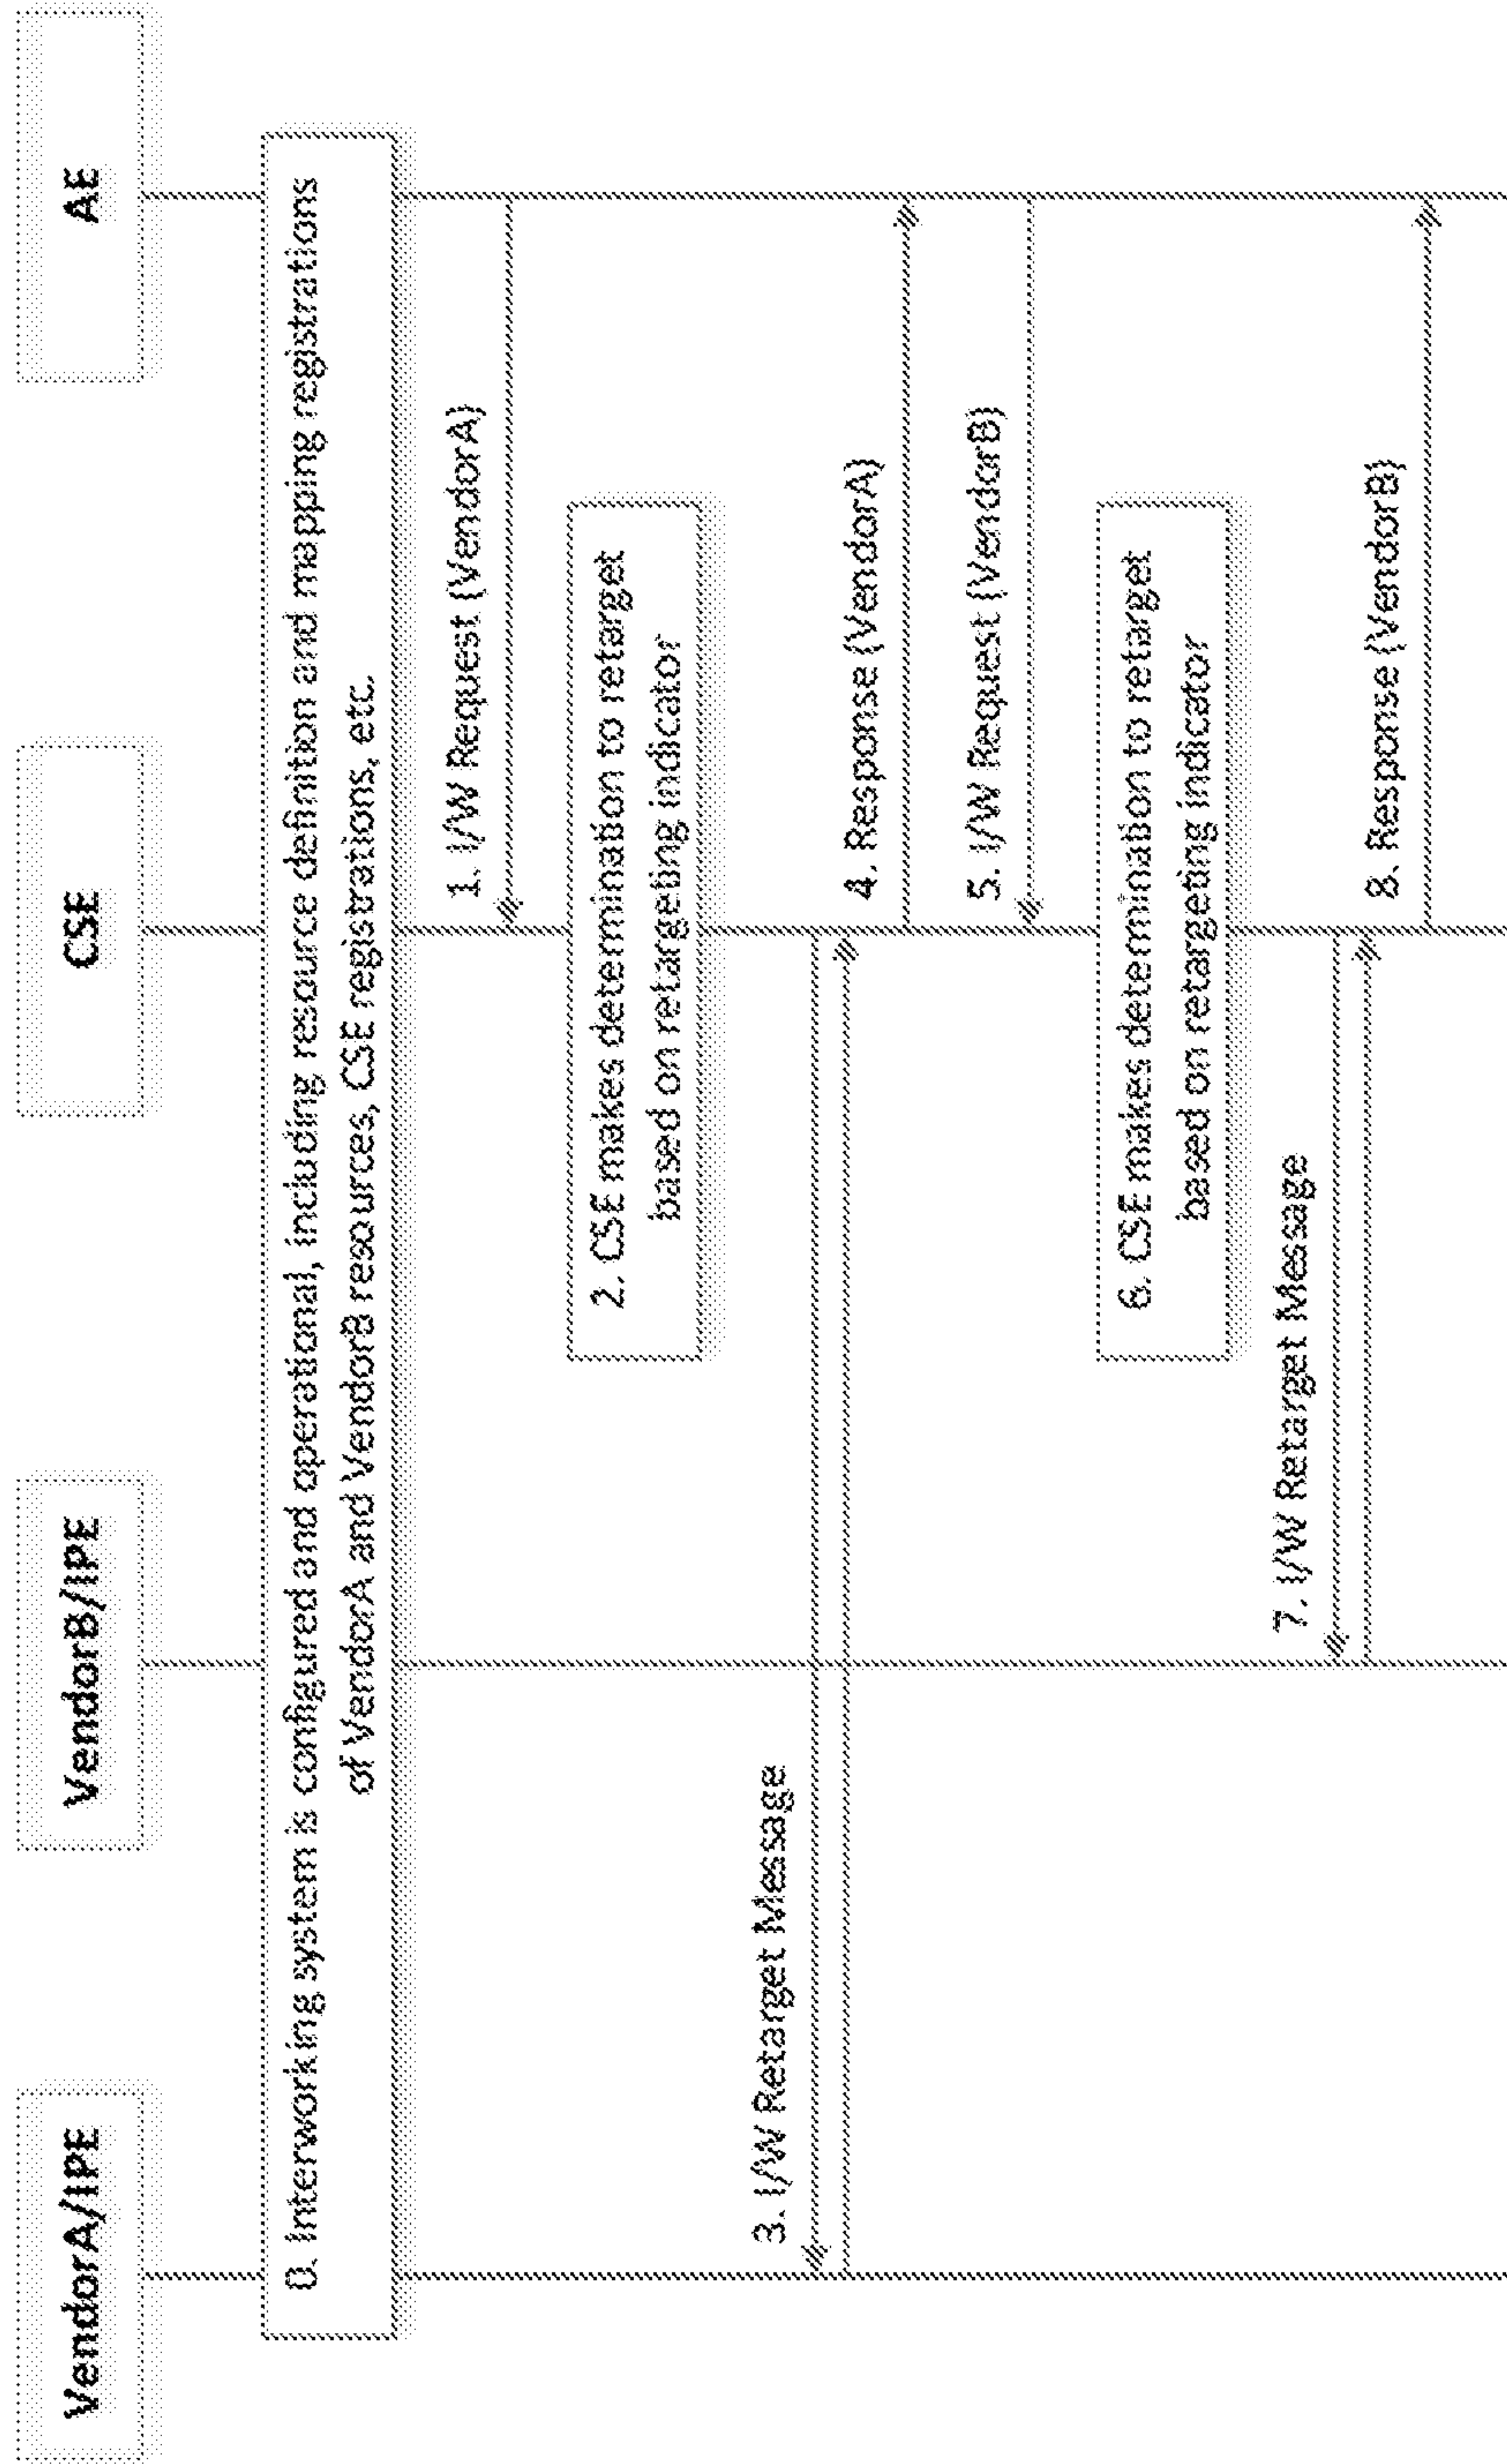 VendorA/IPE
VendorB/IPE
CSE
AE
0. Interworking system is configured and operational, including resource definition and mapping registrations
of VendorA and VendorB resources, CSE registrations, etc.
1. I/W Request (VendorA)
2. CSE makes determination to retarget
based on retargeting indicator
3. I/W Retarget Message
4. Response (VendorA)
5. I/W Request (VendorB)
6. CSE makes determination to retarget
based on retargeting indicator
7. I/W Retarget Message
8. Response (VendorB)